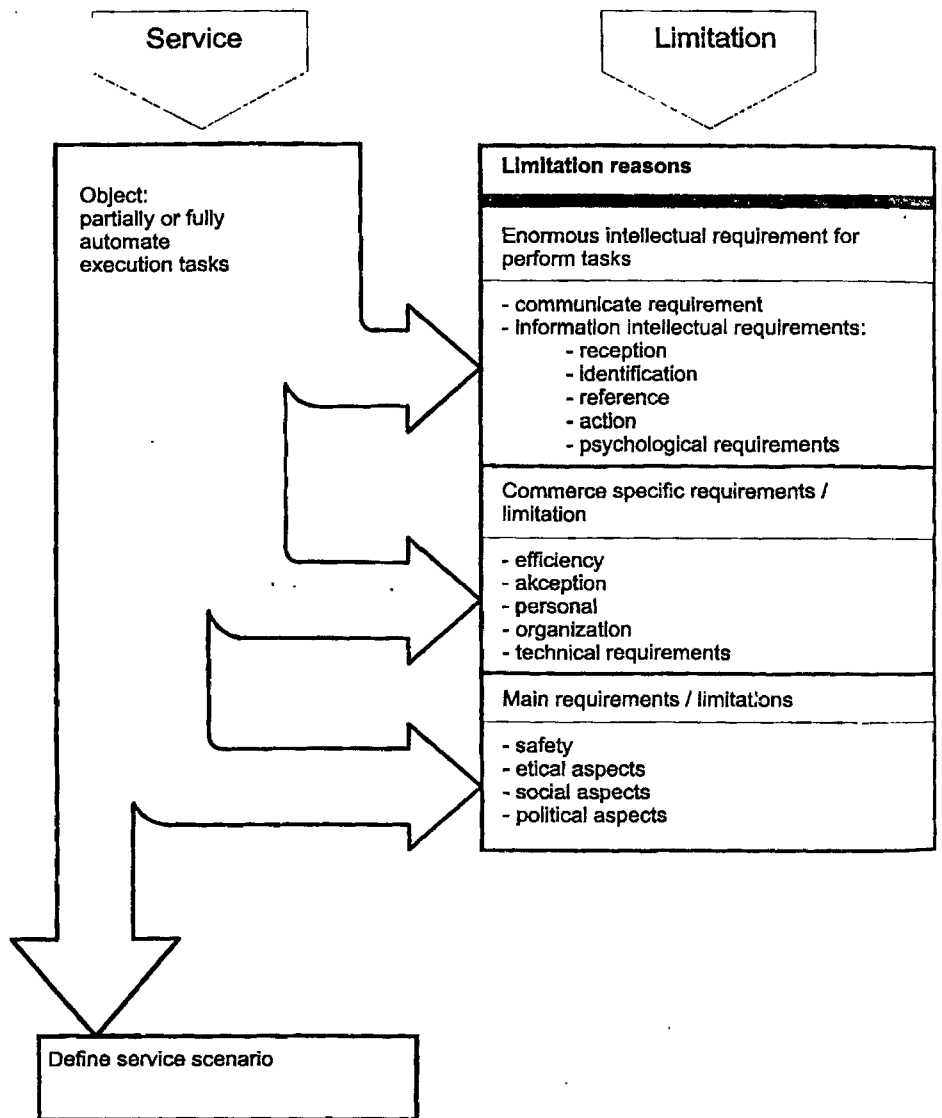 Service
Limitation
Object:
partially or fully
automate
execution tasks
Limitation reasons
Enormous intellectual requirement for
perform tasks
- communicate requirement
- information intellectual requirements:
- reception
- identification
- reference
- action
- psychological requirements
Commerce specific requirements /
limitation
- efficiency
- akception
- personal
- organization
- technical requirements
Main requirements / limitations
- safety
- etical aspects
- social aspects
- political aspects
Define service scenario